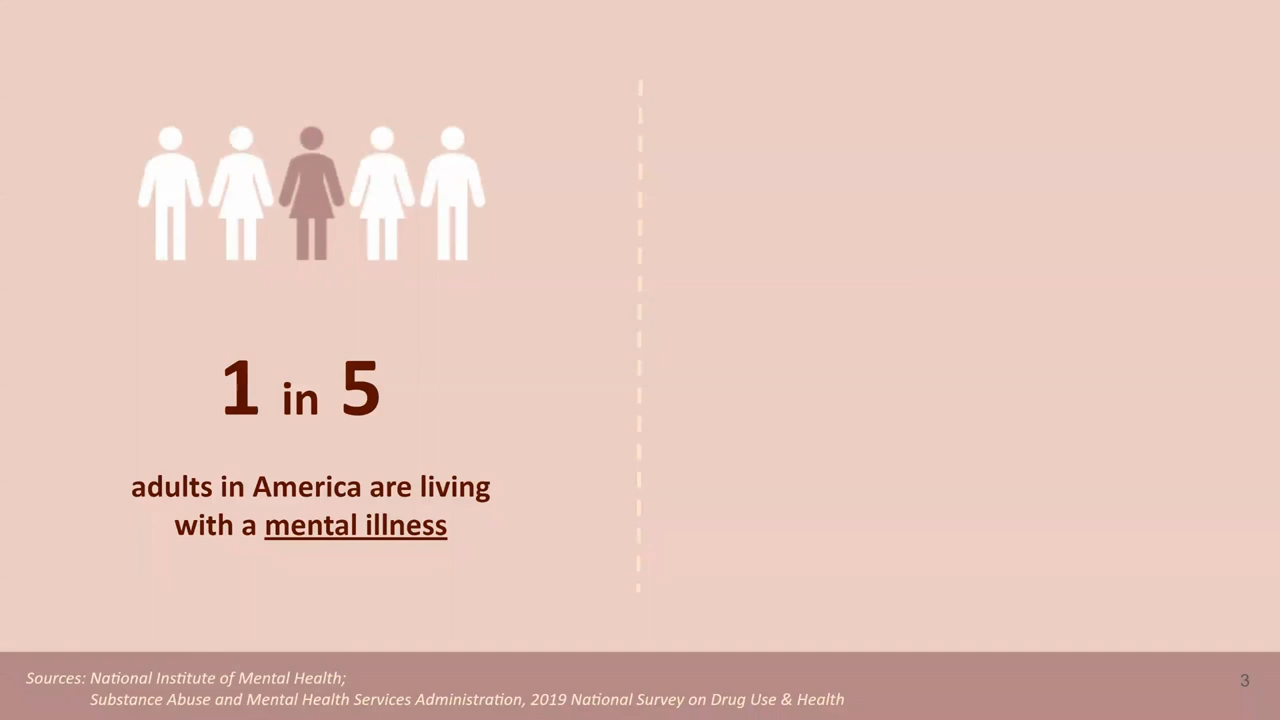 1 in 5
adults in America are living
with a mental illness
Sources: National Institute of Mental Health;
Substance Abuse and Mental Health Services Administration, 2019 National Survey on Drug Use & Health
3